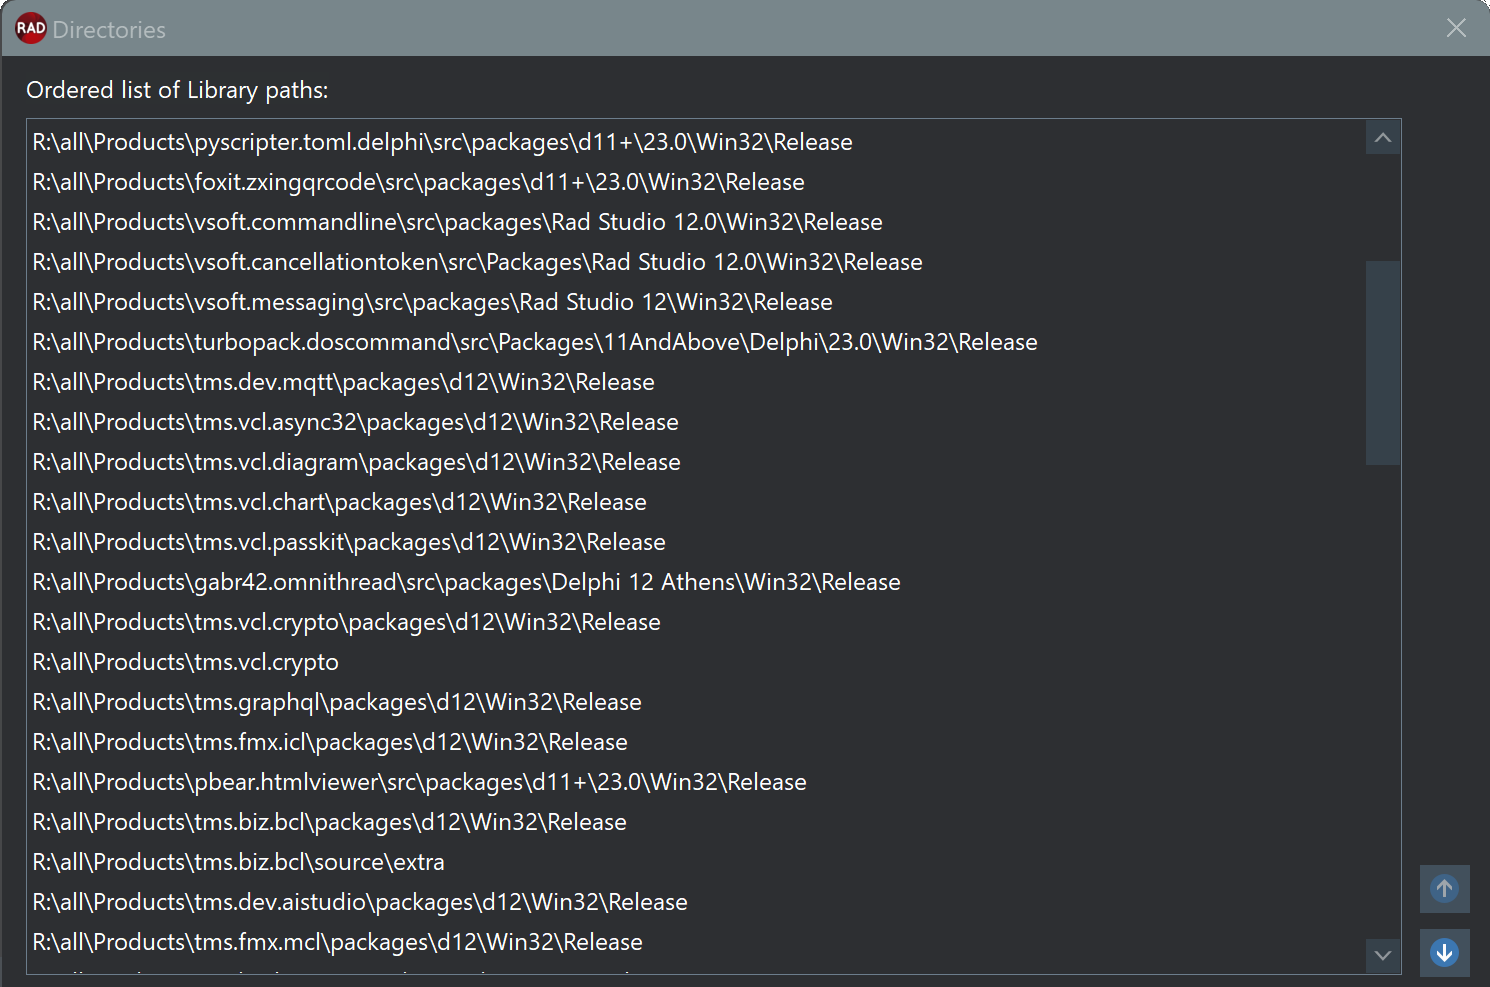 RAD Directories
Ordered list of Library paths:
R:\all\Products\pyscripter.toml.delphi\src\packages\d11+\23.0\Win32\Release
R:\all\Products\foxit.zxingqrcode\src\packages\d11+\23.0\Win32\Release
R:\all\Products\vsoft.commandline\src\packages\Rad Studio 12.0\Win32\Release
R:\all\Products\vsoft.cancellationtoken\src\Packages\Rad Studio 12.0\Win32\Release
R:\all\Products\vsoft.messaging\src\packages\Rad Studio 12\Win32\Release
R:\all\Products\turbopack.doscommand\src\Packages\11AndAbove\Delphi\23.0\Win32\Release
R:\all\Products\tms.dev.mqtt\packages\d12\Win32\Release
R:\all\Products\tms.vcl.async32\packages\d12\Win32\Release
R:\all\Products\tms.vcl.diagram\packages\d12\Win32\Release
R:\all\Products\tms.vcl.chart\packages\d12\Win32\Release
R:\all\Products\tms.vcl.passkit\packages\d12\Win32\Release
R:\all\Products\gabr42.omnithread\src\packages\Delphi 12 Athens\Win32\Release
R:\all\Products\tms.vcl.crypto\packages\d12\Win32\Release
R:\all\Products\tms.vcl.crypto
R:\all\Products\tms.graphql\packages\d12\Win32\Release
R:\all\Products\tms.fmx.icl\packages\d12\Win32\Release
R:\all\Products\pbear.htmlviewer\src\packages\d11+\23.0\Win32\Release
R:\all\Products\tms.biz.bcl\packages\d12\Win32\Release
R:\all\Products\tms.biz.bcl\source\extra
R:\all\Products\tms.dev.aistudio\packages\d12\Win32\Release
R:\all\Products\tms.fmx.mcl\packages\d12\Win32\Release